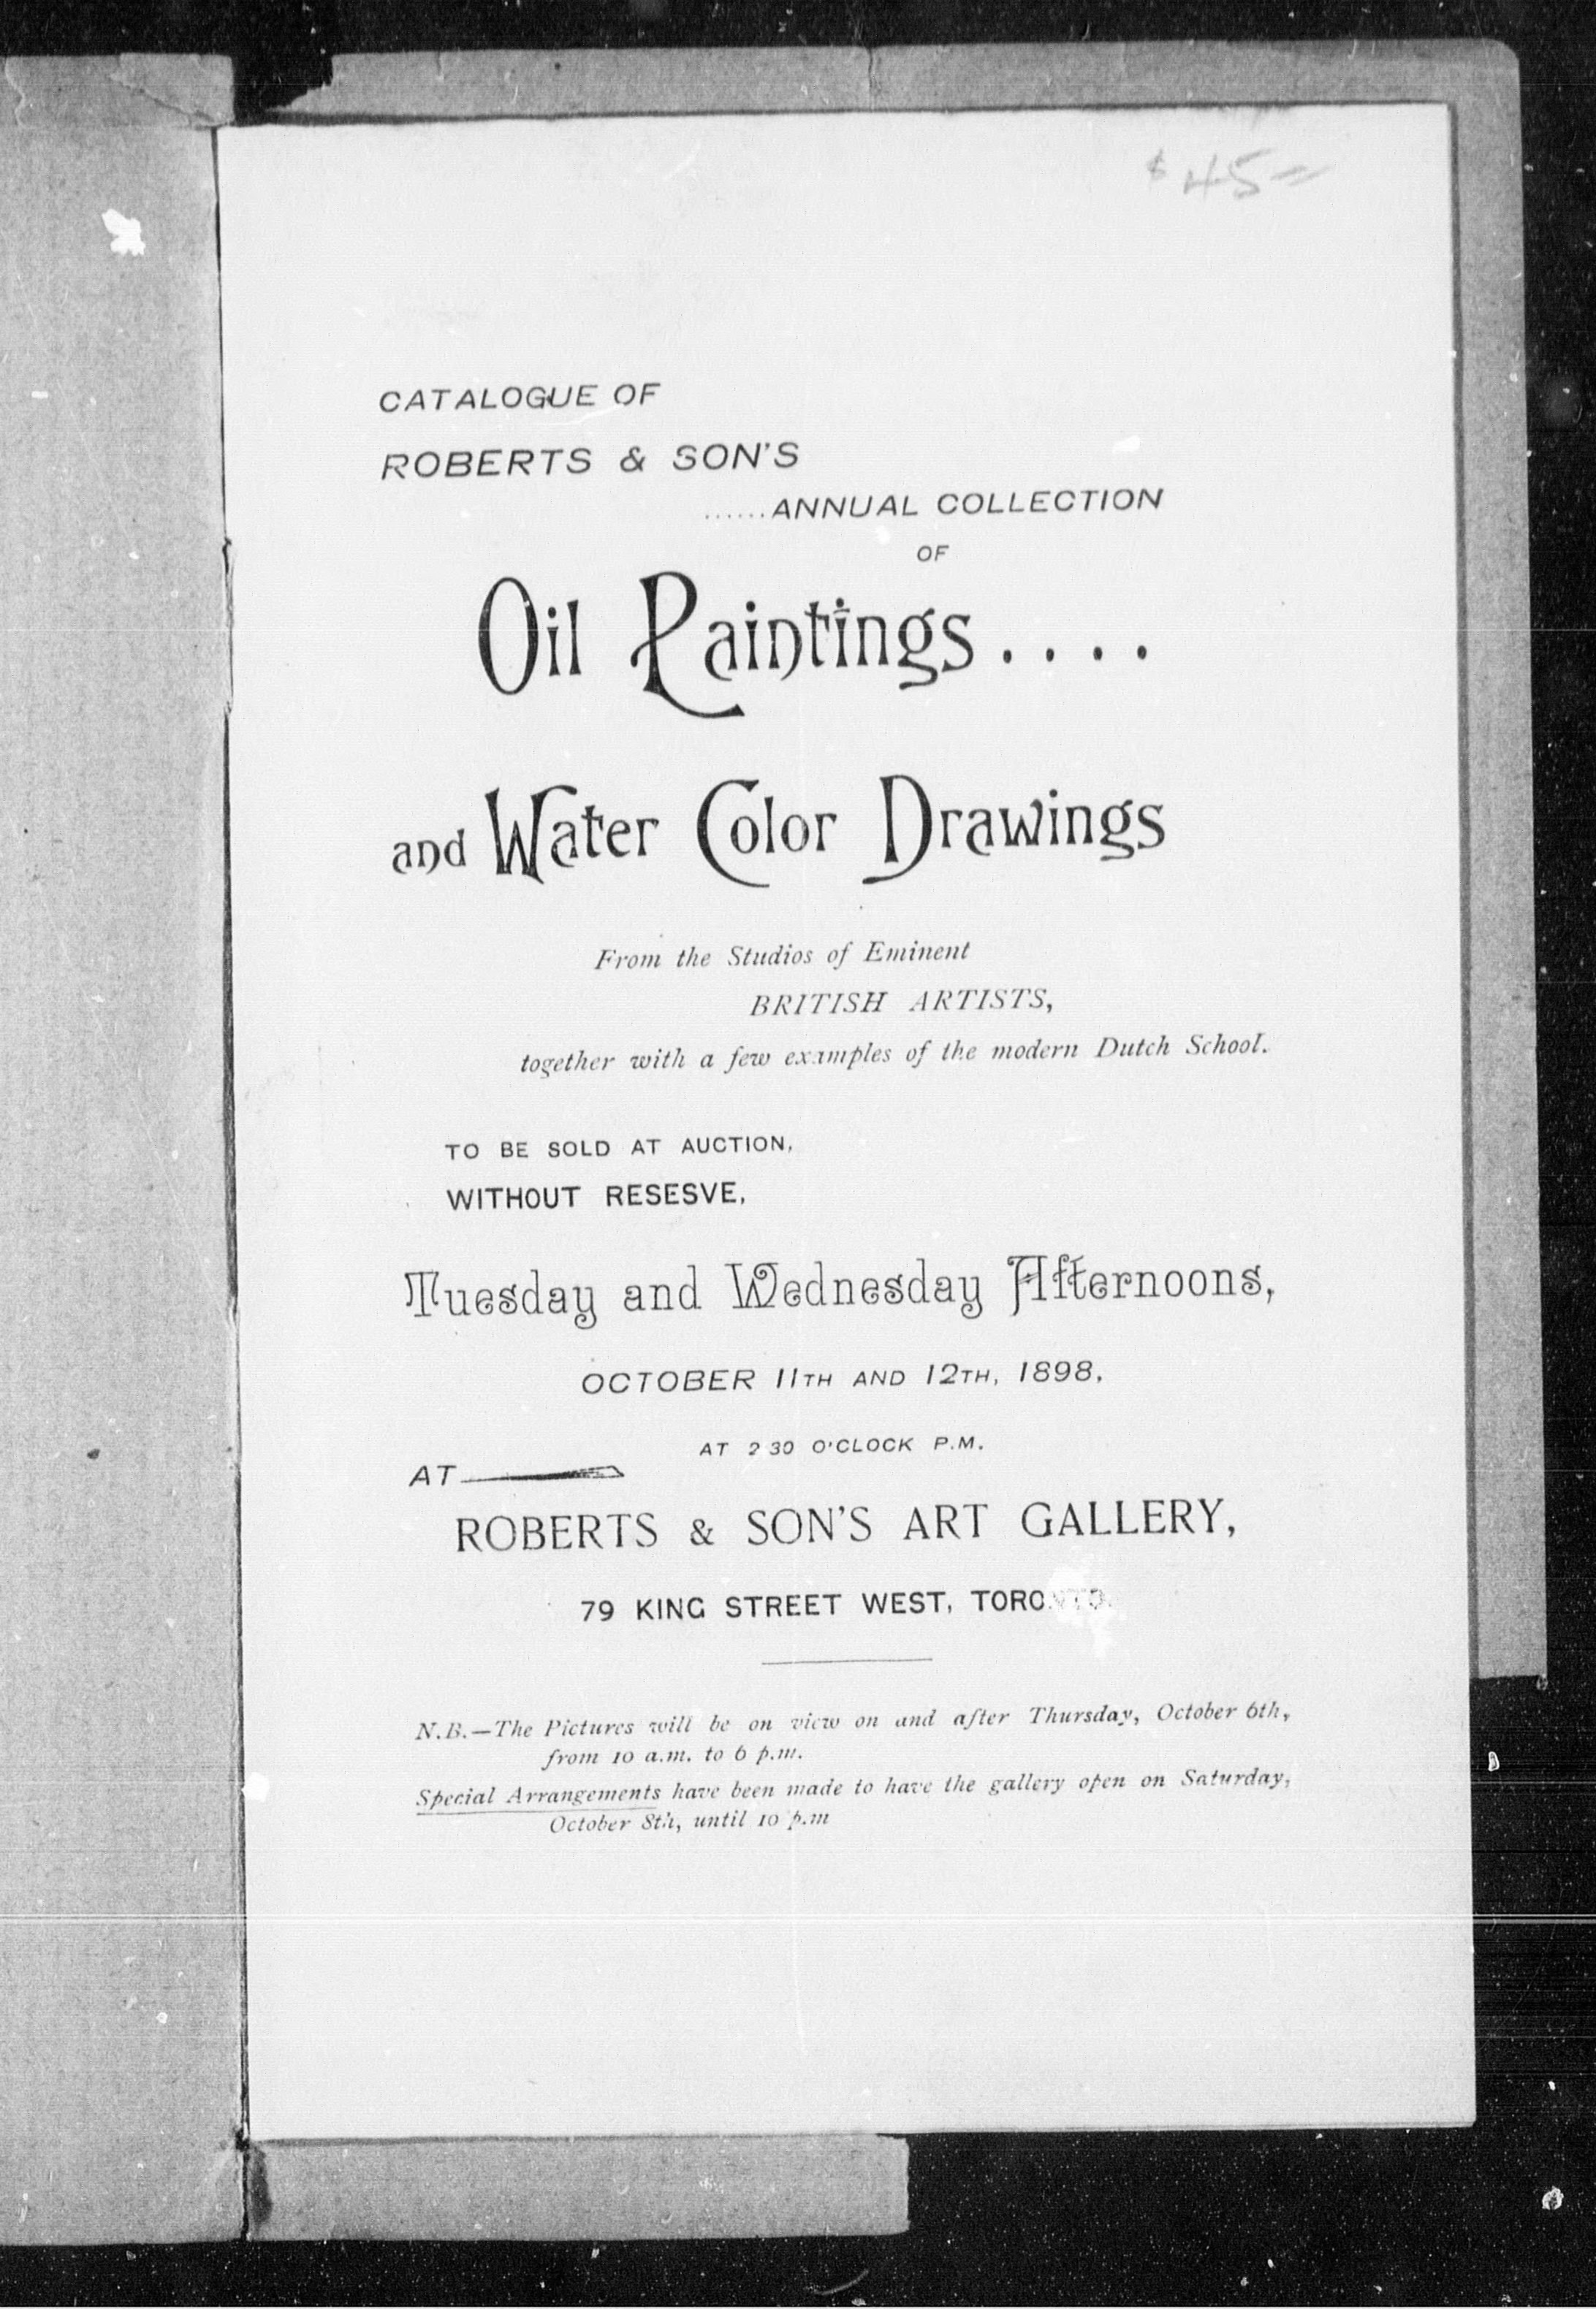 $45=
CATALOGUE OF
ROBERTS & SON'S
......ANNUAL COLLECTION
OF
Oil Paintings....
and Water Color Drawings
From the Studios of Eminent
BRITISH ARTISTS,
together with a few examples of the modern Dutch School.
TO BE SOLD AT AUCTION,
WITHOUT RESESVE,
Tuesday and Wednesday Afternoons,
OCTOBER 11TH AND 12TH, 1898,
AT 2 30 O'CLOCK P.M.
AT
ROBERTS & SON'S ART GALLERY,
79 KING STREET WEST, TORONTO.
N.B.—The Pictures will be on view on and after Thursday, October 6th,
from 10 a.m. to 6 p.m.
Special Arrangements have been made to have the gallery open on Saturday,
October 8th, until 10 p.m